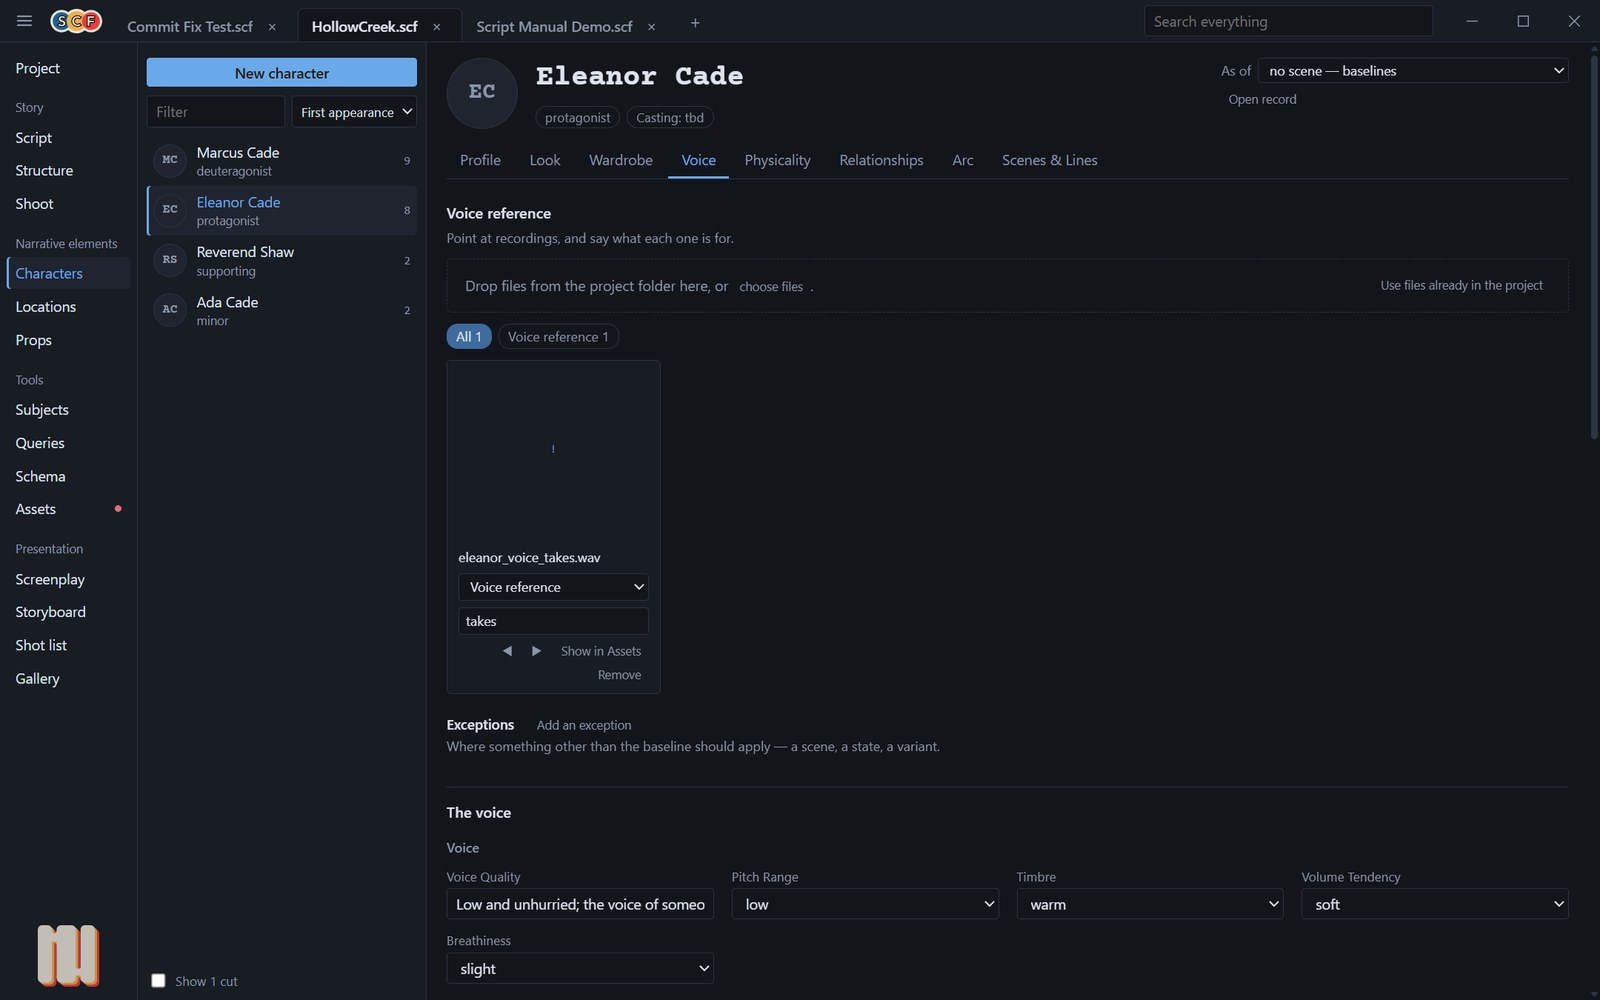 SCF
Commit Fix Test.scf ×
HollowCreek.scf ×
Script Manual Demo.scf ×
+
Search everything
Project
Story
Script
Structure
Shoot
Narrative elements
Characters
Locations
Props
Tools
Subjects
Queries
Schema
Assets
Presentation
Screenplay
Storyboard
Shot list
Gallery
New character
Filter
First appearance
MC
Marcus Cade
deuteragonist
9
EC
Eleanor Cade
protagonist
8
RS
Reverend Shaw
supporting
2
AC
Ada Cade
minor
2
Show 1 cut
EC
Eleanor Cade
protagonist
Casting: tbd
As of
no scene — baselines
Open record
Profile
Look
Wardrobe
Voice
Physicality
Relationships
Arc
Scenes & Lines
Voice reference
Point at recordings, and say what each one is for.
Drop files from the project folder here, or choose files .
Use files already in the project
All 1
Voice reference 1
!
eleanor_voice_takes.wav
Voice reference
takes
◀ ▶ Show in Assets
Remove
Exceptions
Add an exception
Where something other than the baseline should apply — a scene, a state, a variant.
The voice
Voice
Voice Quality
Low and unhurried; the voice of someo
Pitch Range
low
Timbre
warm
Volume Tendency
soft
Breathiness
slight